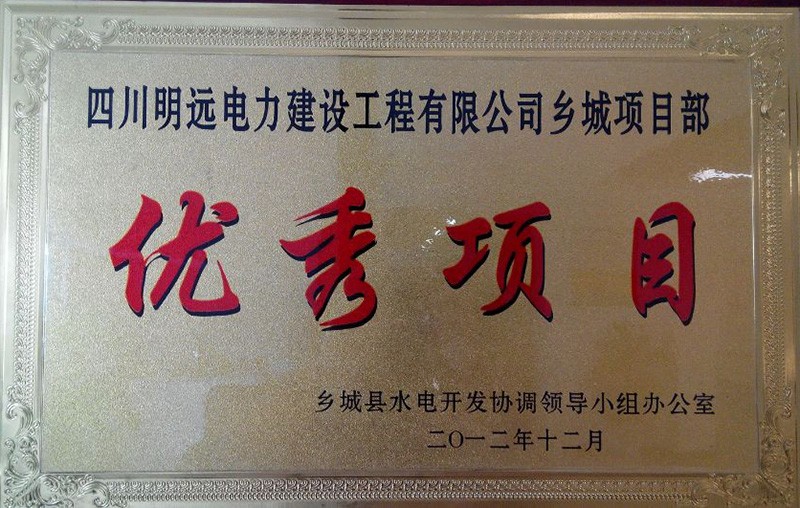 四川明远电力建设工程有限公司乡城项目部
优秀项目
乡城县水电开发协调领导小组办公室
二〇一二年十二月